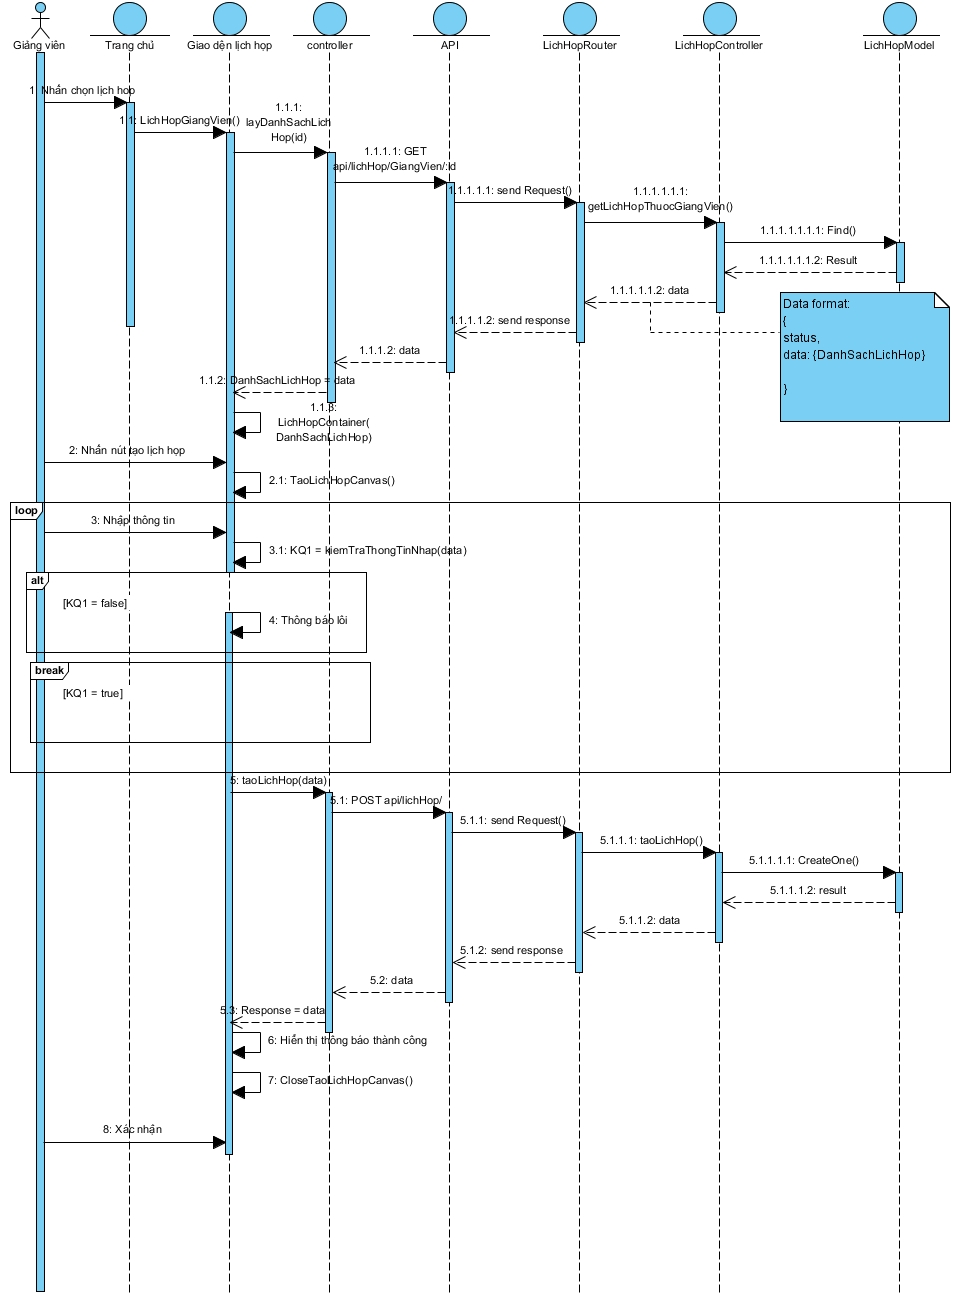 Giảng viên
Trang chủ
Giao dện lịch họp
controller
API
LichHopRouter
LichHopController
LichHopModel
1: Nhấn chọn lịch họp
1.1: LichHopGiangVien()
1.1.1:
layDanhSachLich
Hop(id)
1.1.1.1: GET
api/lichHop/GiangVien/:Id
1.1.1.1.1: send Request()
1.1.1.1.1.1:
getLichHopThuocGiangVien()
1.1.1.1.1.1.1: Find()
1.1.1.1.1.1.2: Result
1.1.1.1.1.2: data
1.1.1.1.2: send response
1.1.1.2: data
1.1.2: DanhSachLichHop = data
Data format:
{
status,
data: {DanhSachLichHop}
}
1.1.3:
LichHopContainer(
DanhSachLichHop)
2: Nhấn nút tạo lịch họp
2.1: TaoLichHopCanvas()
loop
3: Nhập thông tin
3.1: KQ1 = kiemTraThongTinNhap(data)
alt
[KQ1 = false]
4: Thông báo lỗi
break
[KQ1 = true]
5: taoLichHop(data)
5.1: POST api/lichHop/
5.1.1: send Request()
5.1.1.1: taoLichHop()
5.1.1.1.1: CreateOne()
5.1.1.1.2: result
5.1.1.2: data
5.1.2: send response
5.2: data
5.3: Response = data
6: Hiển thị thông báo thành công
7: CloseTaoLichHopCanvas()
8: Xác nhận